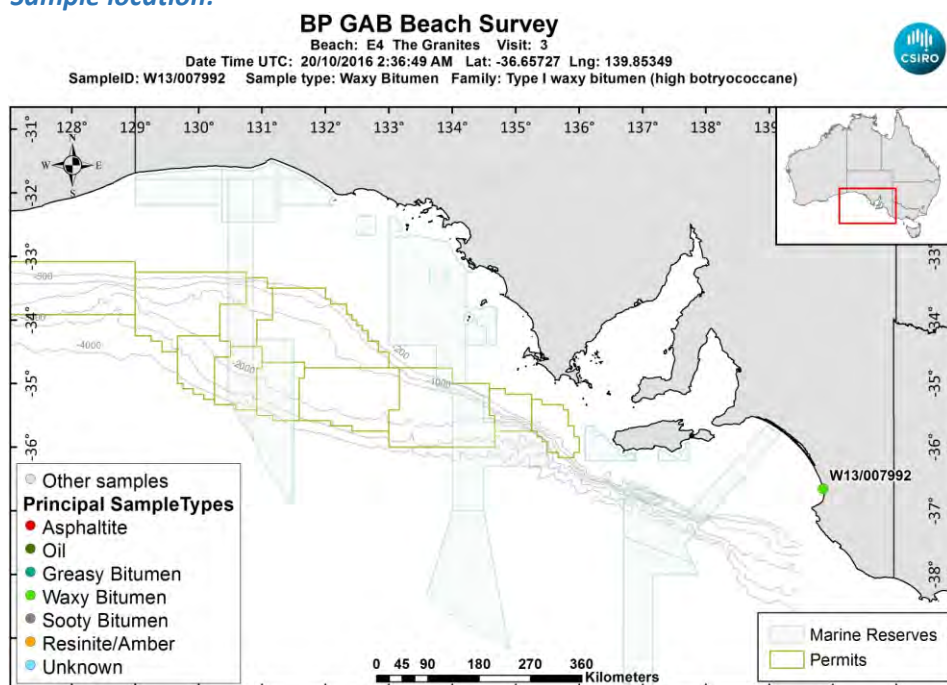 Sample location:
BP GAB Beach Survey
Beach: E4 The Granites Visit: 3
Date Time UTC: 20/10/2016 2:36:49 AM Lat: -36.65727 Lng: 139.85349
SampleID: W13/007992 Sample type: Waxy Bitumen Family: Type I waxy bitumen (high botryococcane)
CSIRO
128° 129° 130° 131° 132° 133° 134° 135° 136° 137° 138° 139
-31°
-32°
-33°
-34°
-35°
-36°
-37°
-38°
N
W E
S
-4000
-2000
-200
-1000
-33°
-34°
-35°
-36°
-37°
-38°
W13/007992
Other samples
Principal SampleTypes
Asphaltite
Oil
Greasy Bitumen
Waxy Bitumen
Sooty Bitumen
Resinite/Amber
Unknown
0 45 90 180 270 360
Kilometers
Marine Reserves
Permits